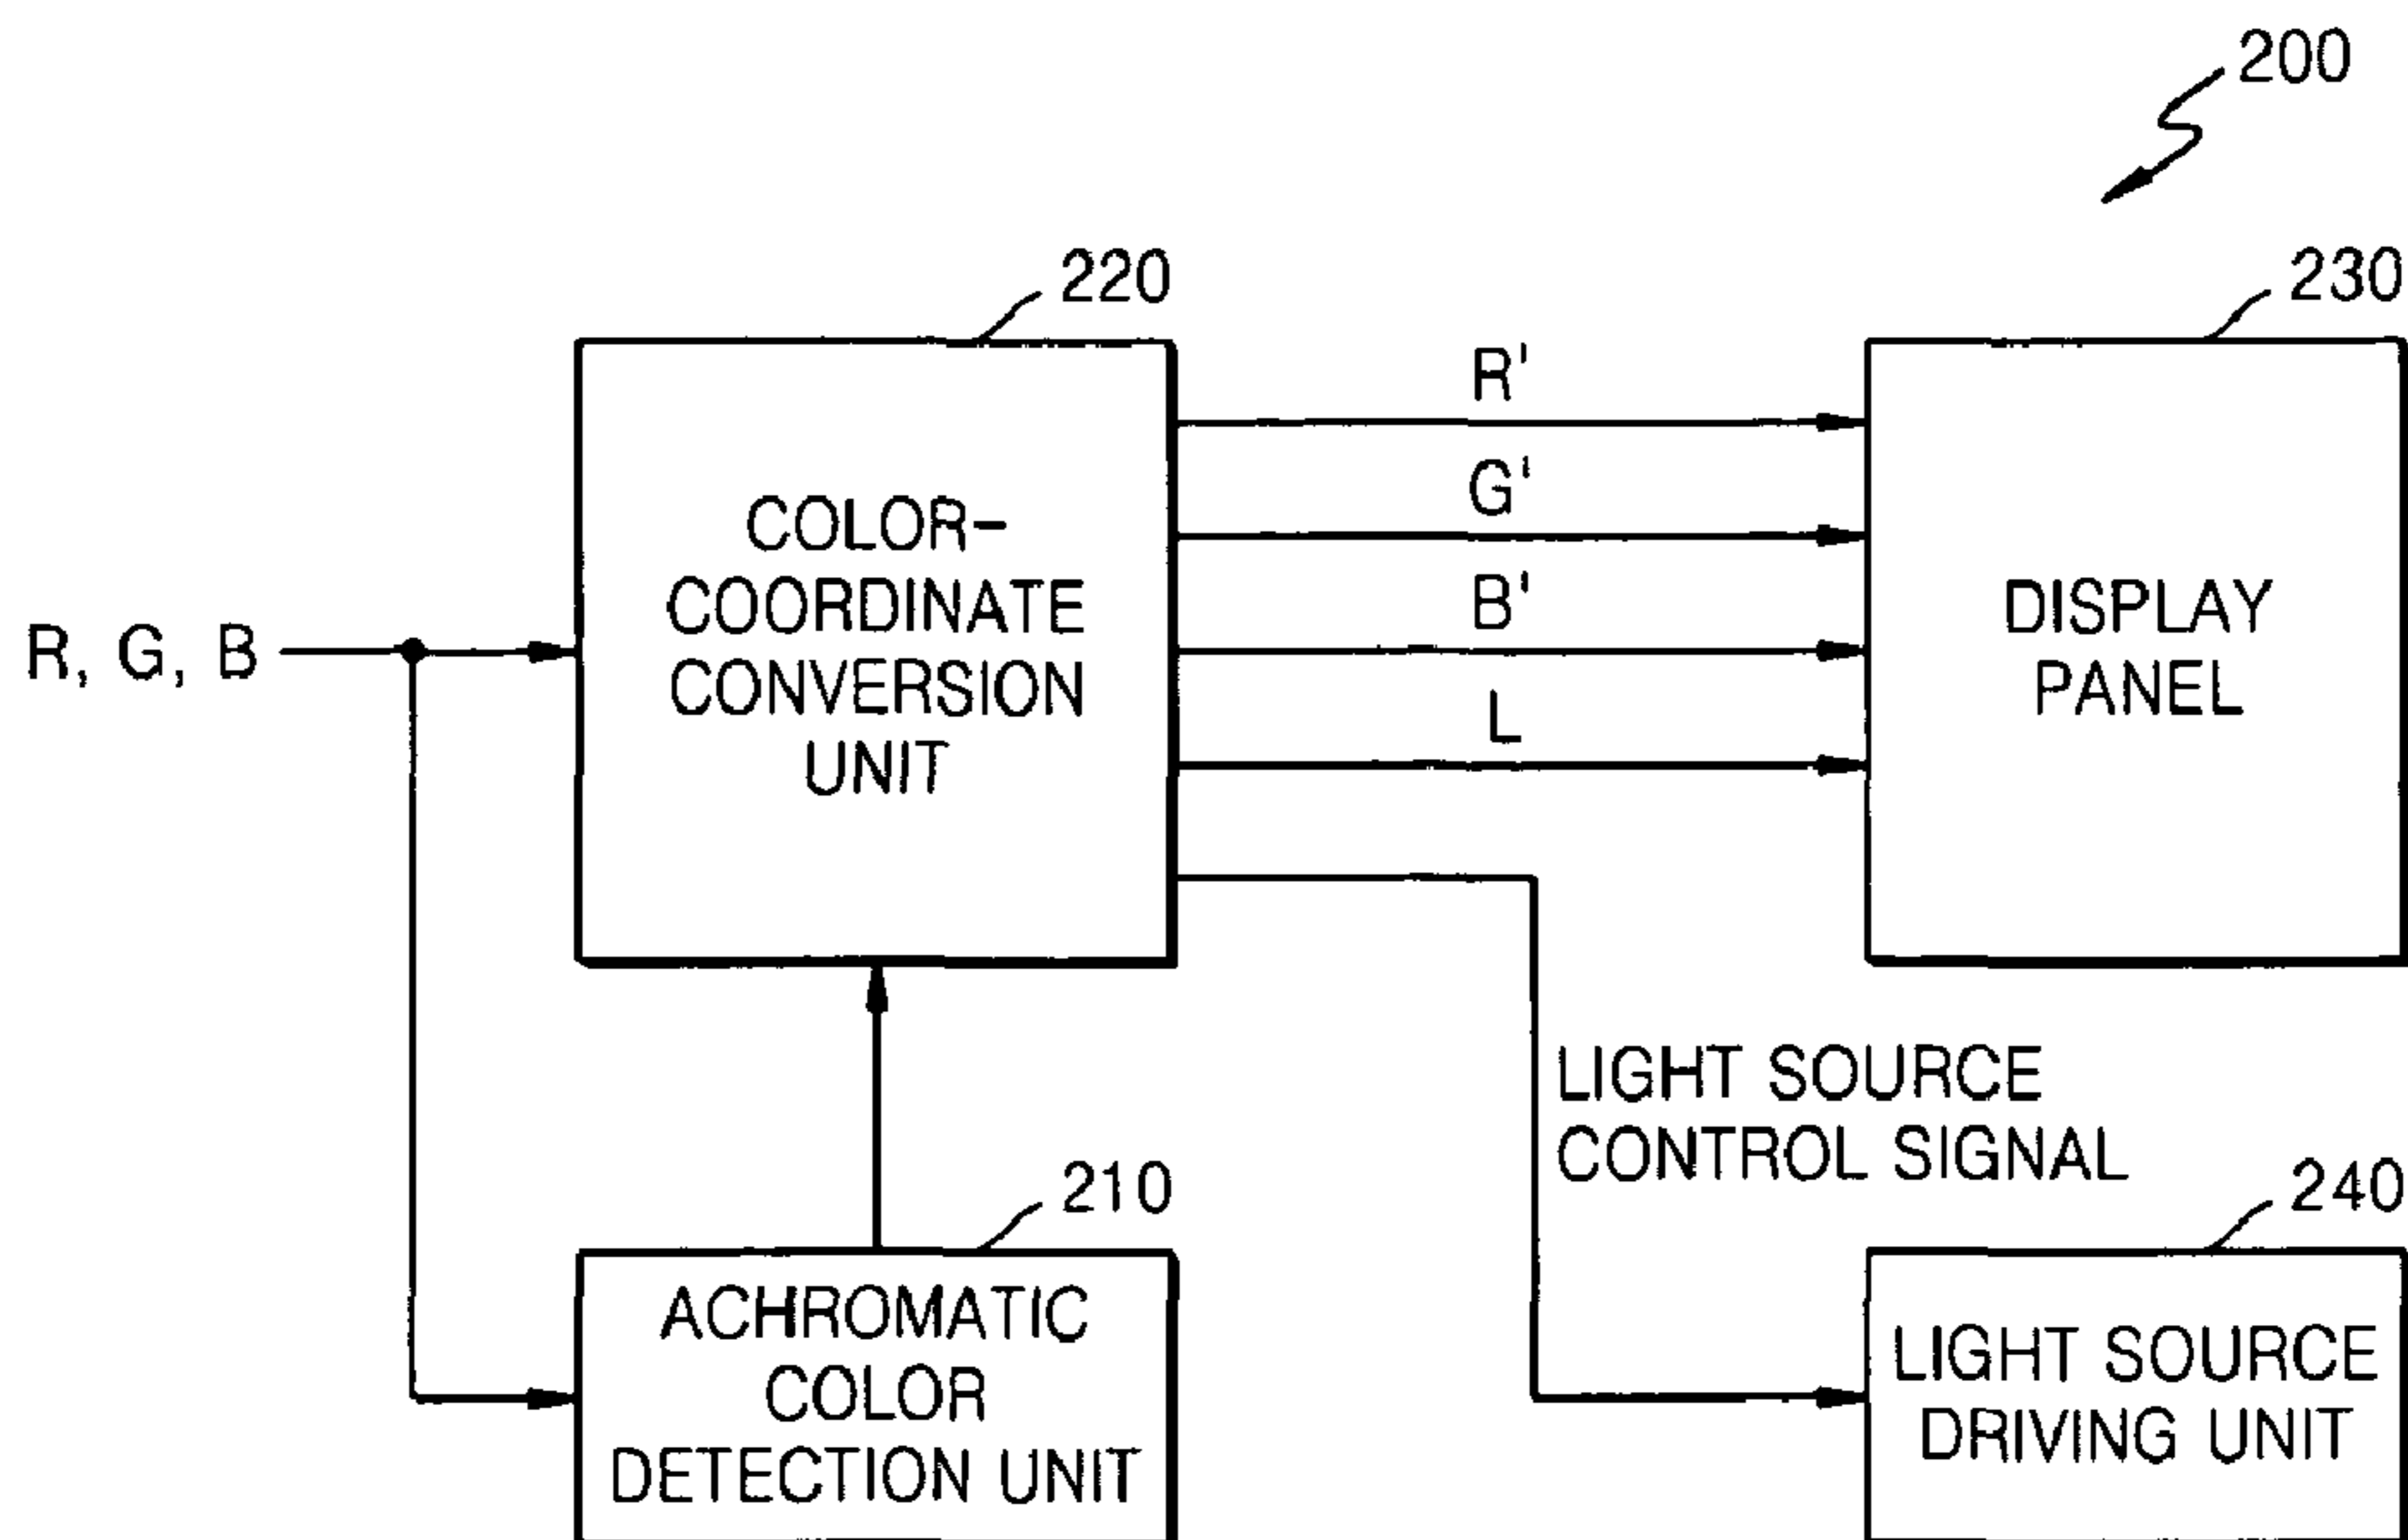 200
220
230
R'
G'
B'
L
COLOR-
COORDINATE
CONVERSION
UNIT
R, G, B
DISPLAY
PANEL
LIGHT SOURCE
CONTROL SIGNAL
210
240
ACHROMATIC
COLOR
DETECTION UNIT
LIGHT SOURCE
DRIVING UNIT